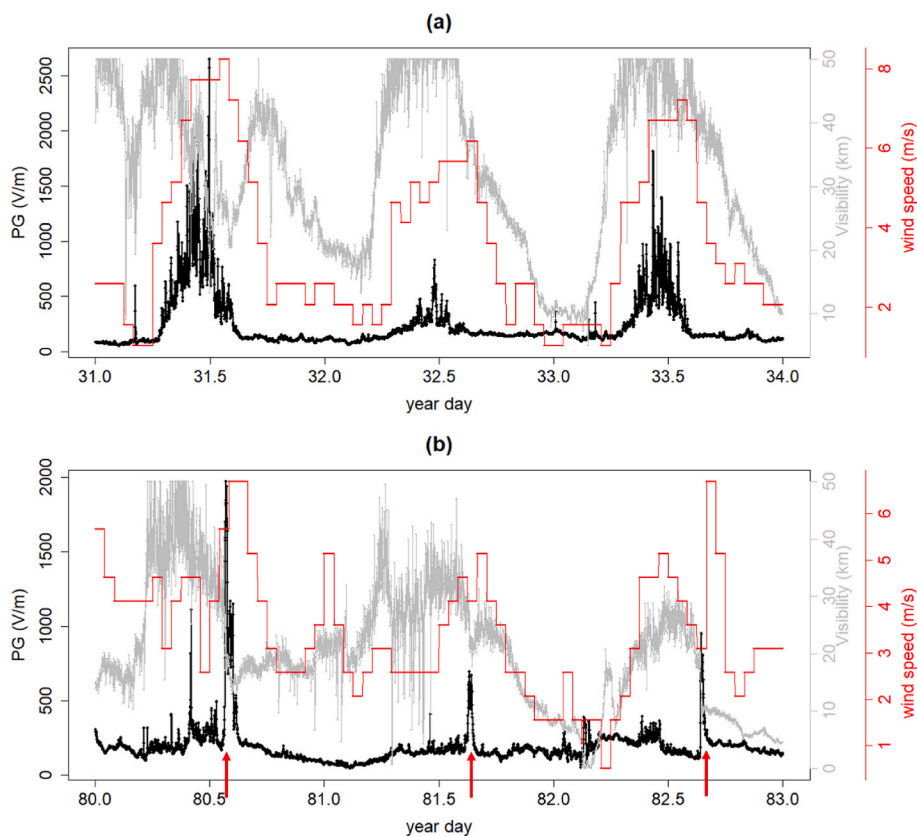 (a)
PG (V/m)
0 500 1000 1500 2000 2500
31.0 31.5 32.0 32.5 33.0 33.5 34.0
year day
10 20 30 40 50
Visibility (km)
2 4 6 8
wind speed (m/s)
(b)
PG (V/m)
0 500 1000 1500 2000
80.0 80.5 81.0 81.5 82.0 82.5 83.0
year day
0 10 20 30 40 50
Visibility (km)
1 2 3 4 5 6
wind speed (m/s)